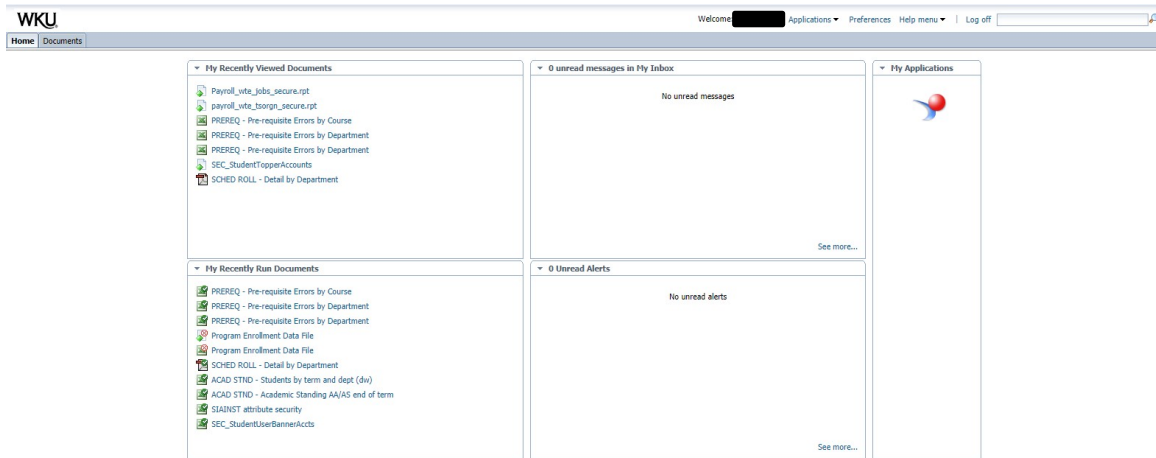 WKU
Welcome: Applications Preferences Help menu | Log off
Home Documents
My Recently Viewed Documents
Payroll_wte_jobs_secure.rpt
payroll_wte_tsorgn_secure.rpt
PREREQ - Pre-requisite Errors by Course
PREREQ - Pre-requisite Errors by Department
PREREQ - Pre-requisite Errors by Department
SEC_StudentTopperAccounts
SCHED ROLL - Detail by Department
0 unread messages in My Inbox
No unread messages
See more...
My Applications
My Recently Run Documents
PREREQ - Pre-requisite Errors by Course
PREREQ - Pre-requisite Errors by Department
PREREQ - Pre-requisite Errors by Department
Program Enrollment Data File
Program Enrollment Data File
SCHED ROLL - Detail by Department
ACAD STND - Students by term and dept (dw)
ACAD STND - Academic Standing AA/AS end of term
SIAINST attribute security
SEC_StudentUserBannerAccts
0 Unread Alerts
No unread alerts
See more...